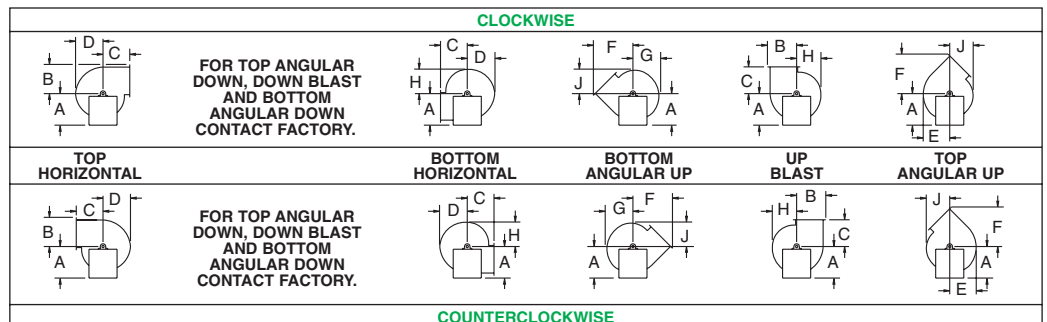 CLOCKWISE
D
C
B
A
FOR TOP ANGULAR
DOWN, DOWN BLAST
AND BOTTOM
ANGULAR DOWN
CONTACT FACTORY.
C
D
H
A
F
G
J
A
B
H
C
A
J
F
A
E
TOP
HORIZONTAL
BOTTOM
HORIZONTAL
BOTTOM
ANGULAR UP
UP
BLAST
TOP
ANGULAR UP
D
C
B
A
FOR TOP ANGULAR
DOWN, DOWN BLAST
AND BOTTOM
ANGULAR DOWN
CONTACT FACTORY.
C
D
H
A
F
G
J
A
B
H
C
A
J
F
A
E
COUNTERCLOCKWISE